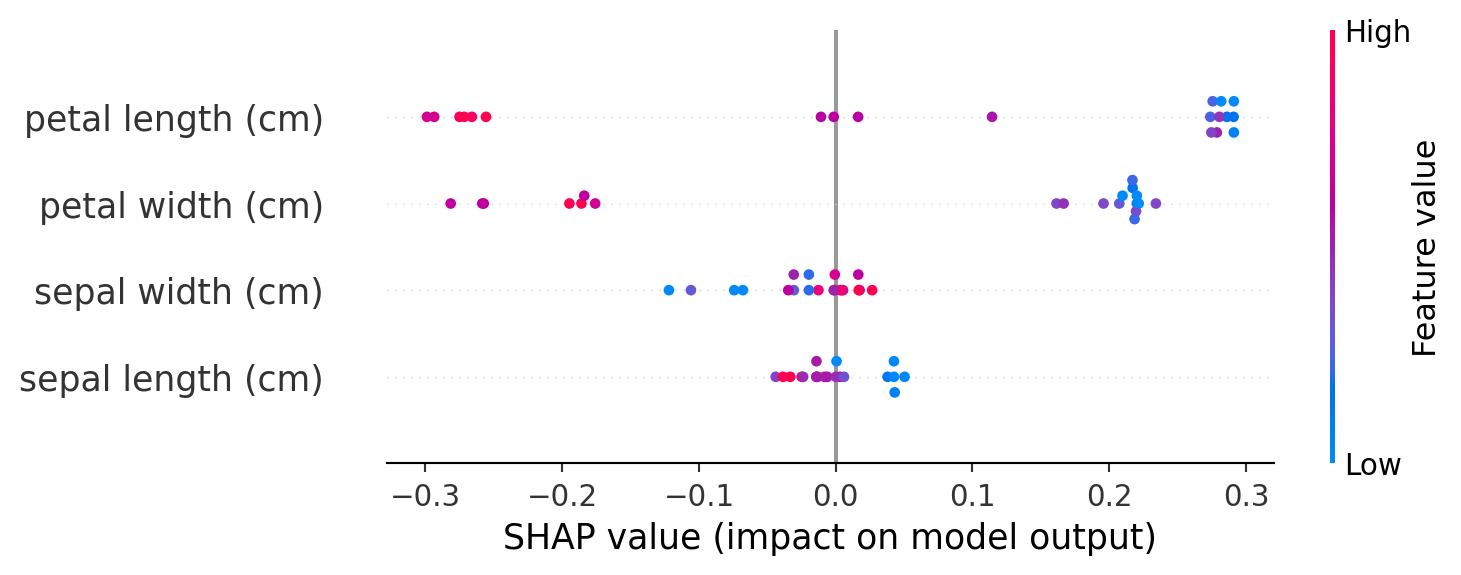 High
petal length (cm)
petal width (cm)
sepal width (cm)
sepal length (cm)
Feature value
Low
−0.3 −0.2 −0.1 0.0 0.1 0.2 0.3
SHAP value (impact on model output)